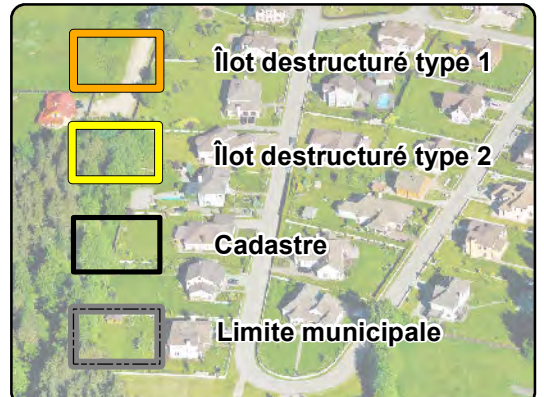 Îlot destructuré type 1
Îlot destructuré type 2
Cadastre
Limite municipale